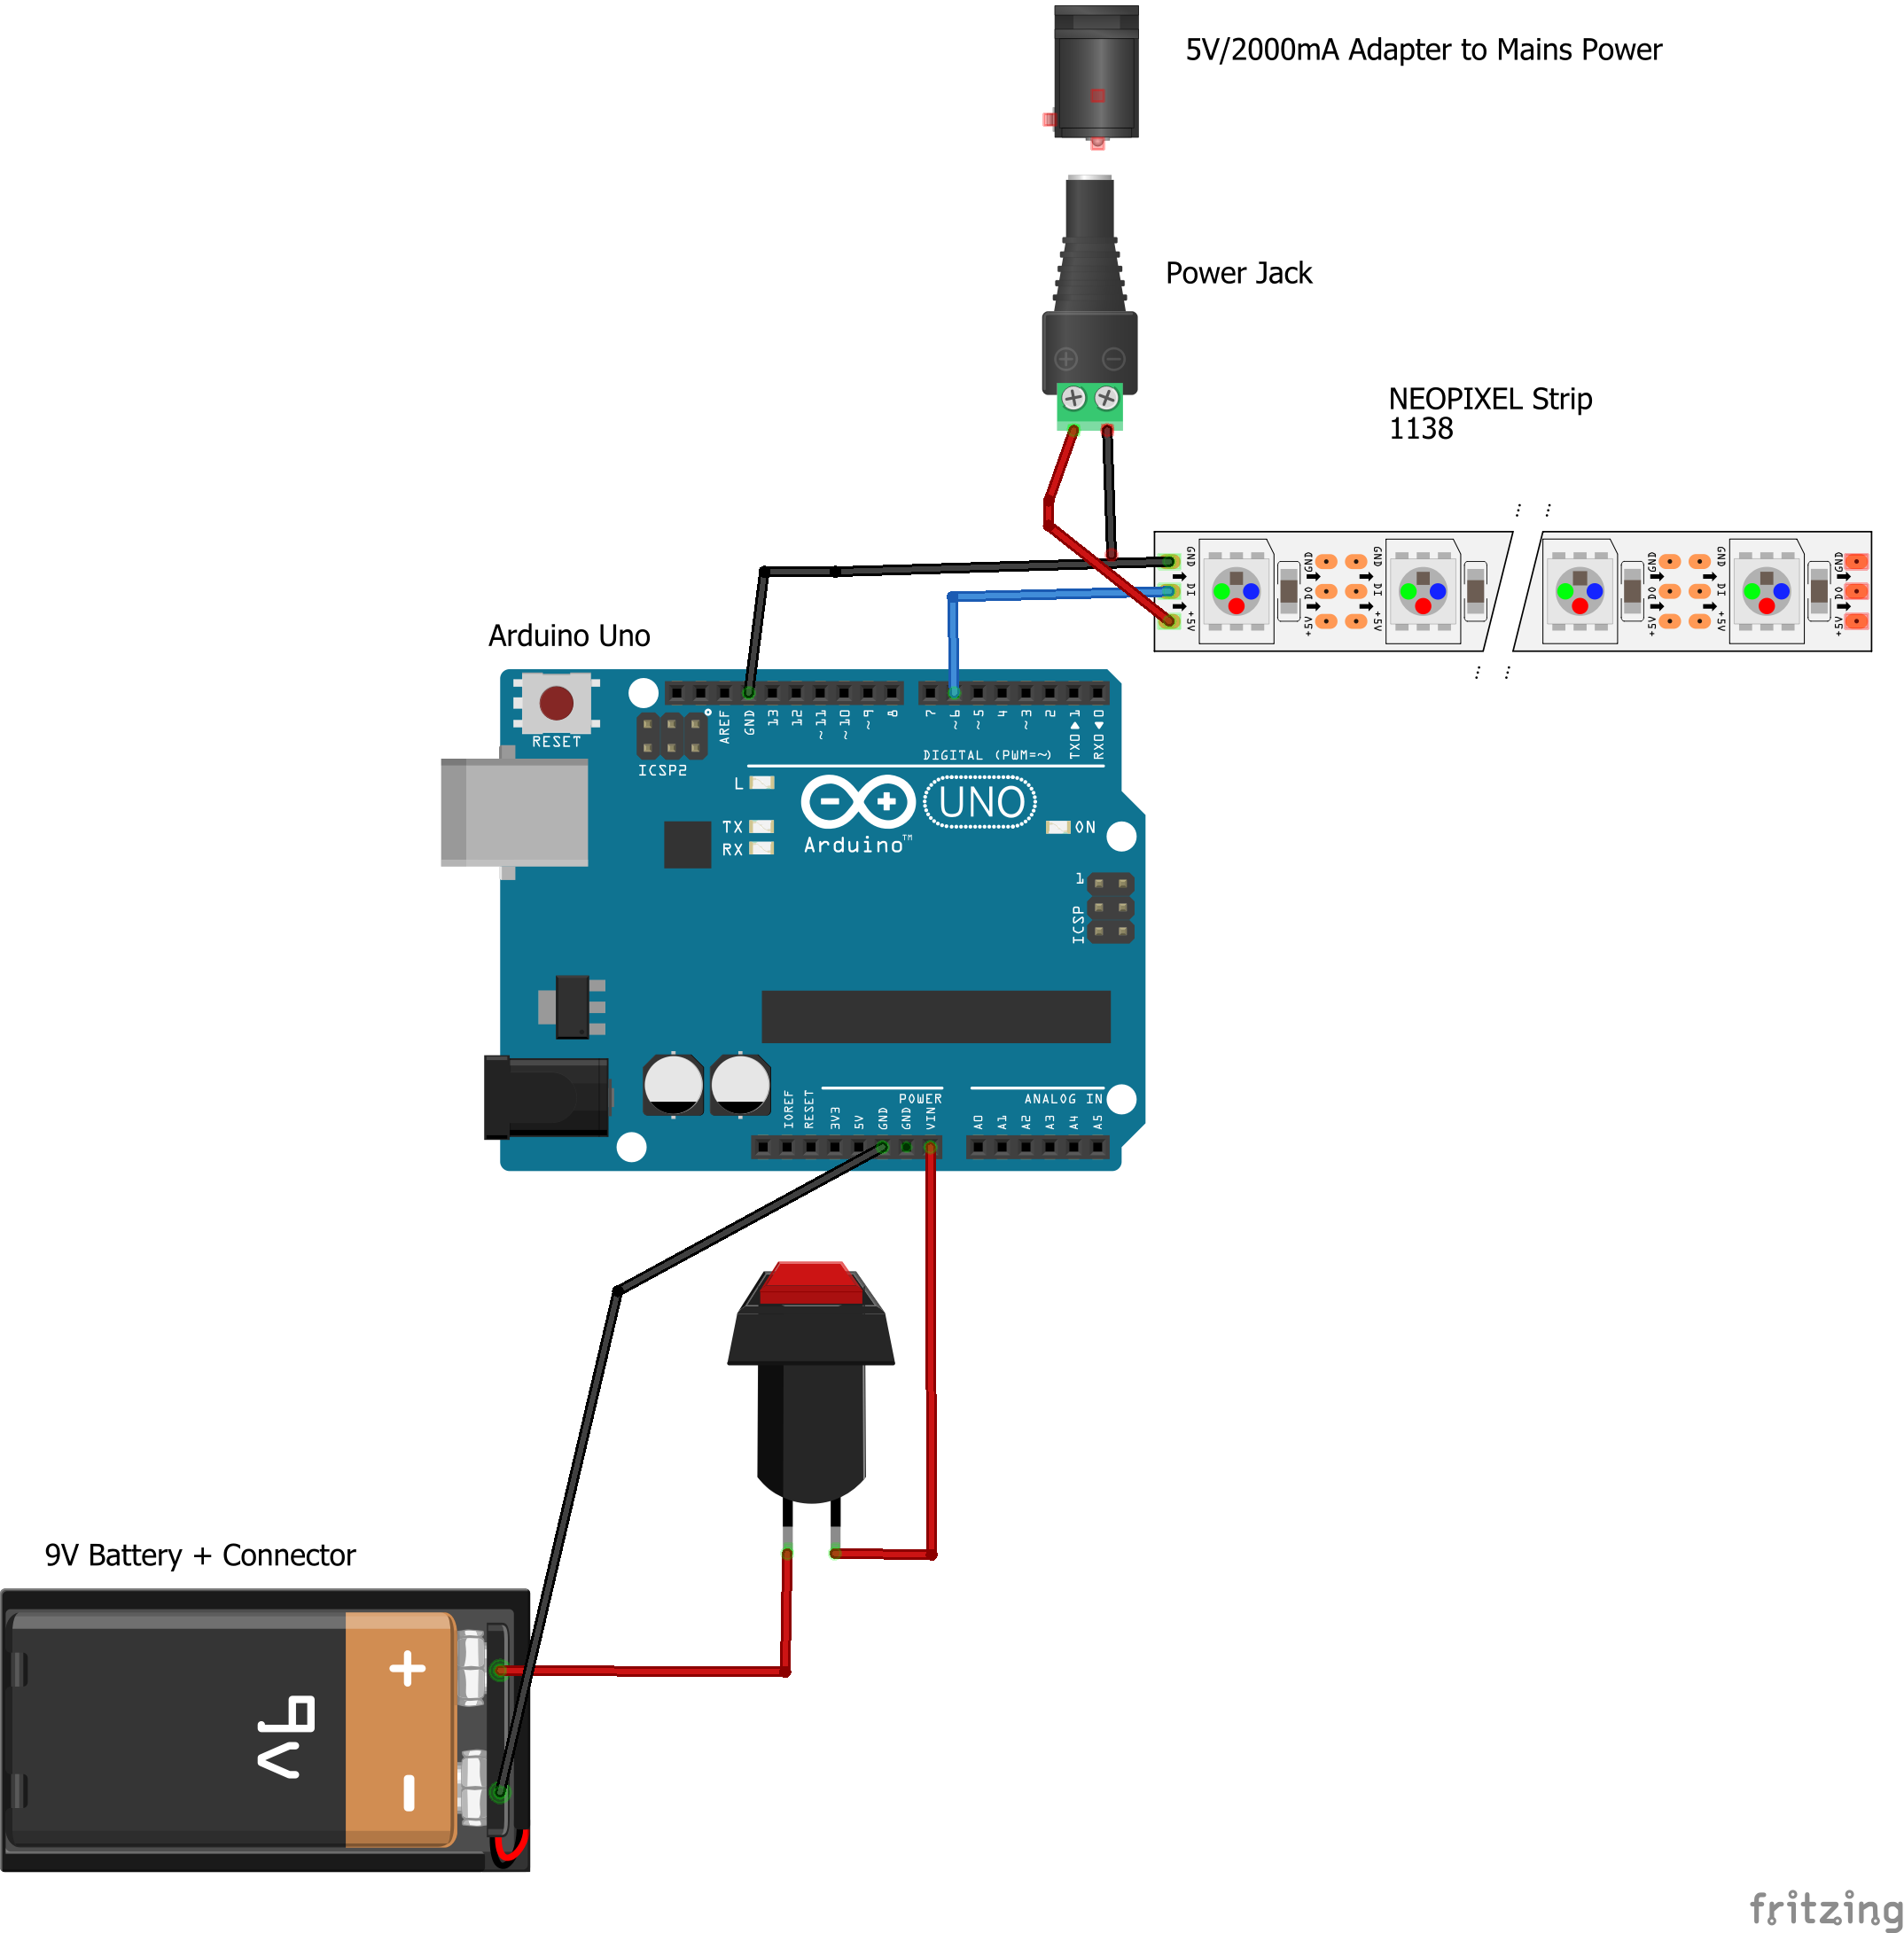 5V/2000mA Adapter to Mains Power
Power Jack
NEOPIXEL Strip
1138
GND
DI
+5V
GND
DO
+5V
GND
DI
+5V
GND
DO
+5V
GND
DI
+5V
GND
DO
+5V
Arduino Uno
RESET
ICSP2
AREF
GND
13
12
~11
~10
~9
8
7
~6
~5
4
~3
2
TX0 ▶ 1
RX0 ◀ 0
DIGITAL (PWM=~)
L
TX
RX
Arduino™
UNO
ON
1
ICSP
IOREF
RESET
3V3
5V
GND
GND
VIN
POWER
ANALOG IN
A0
A1
A2
A3
A4
A5
9V Battery + Connector
+
9V
-
fritzing